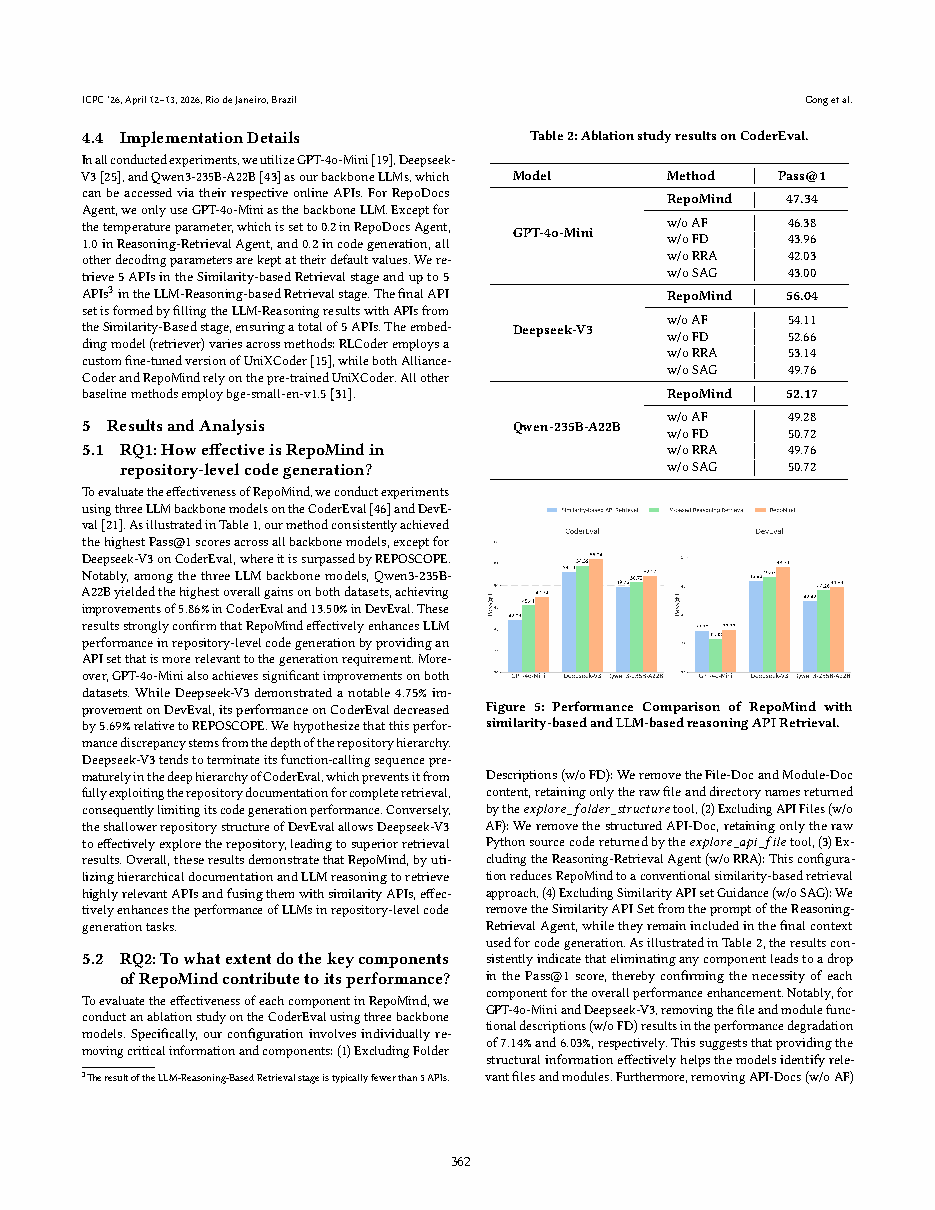 ICPC '26, April 12–13, 2026, Rio de Janeiro, Brazil
Gong et al.
4.4 Implementation Details
In all conducted experiments, we utilize GPT-4o-Mini [19], Deepseek-
V3 [25], and Qwen3-235B-A22B [43] as our backbone LLMs, which
can be accessed via their respective online APIs. For RepoDocs
Agent, we only use GPT-4o-Mini as the backbone LLM. Except for
the temperature parameter, which is set to 0.2 in RepoDocs Agent,
1.0 in Reasoning-Retrieval Agent, and 0.2 in code generation, all
other decoding parameters are kept at their default values. We re-
trieve 5 APIs in the Similarity-based Retrieval stage and up to 5
APIs³ in the LLM-Reasoning-based Retrieval stage. The final API
set is formed by filling the LLM-Reasoning results with APIs from
the Similarity-Based stage, ensuring a total of 5 APIs. The embed-
ding model (retriever) varies across methods: RLCoder employs a
custom fine-tuned version of UniXCoder [15], while both Alliance-
Coder and RepoMind rely on the pre-trained UniXCoder. All other
baseline methods employ bge-small-en-v1.5 [31].
5 Results and Analysis
5.1 RQ1: How effective is RepoMind in
repository-level code generation?
To evaluate the effectiveness of RepoMind, we conduct experiments
using three LLM backbone models on the CoderEval [46] and DevE-
val [21]. As illustrated in Table 1, our method consistently achieved
the highest Pass@1 scores across all backbone models, except for
Deepseek-V3 on CoderEval, where it is surpassed by REPOSCOPE.
Notably, among the three LLM backbone models, Qwen3-235B-
A22B yielded the highest overall gains on both datasets, achieving
improvements of 5.86% in CoderEval and 13.50% in DevEval. These
results strongly confirm that RepoMind effectively enhances LLM
performance in repository-level code generation by providing an
API set that is more relevant to the generation requirement. More-
over, GPT-4o-Mini also achieves significant improvements on both
datasets. While Deepseek-V3 demonstrated a notable 4.75% im-
provement on DevEval, its performance on CoderEval decreased
by 5.69% relative to REPOSCOPE. We hypothesize that this perfor-
mance discrepancy stems from the depth of the repository hierarchy.
Deepseek-V3 tends to terminate its function-calling sequence pre-
maturely in the deep hierarchy of CoderEval, which prevents it from
fully exploiting the repository documentation for complete retrieval,
consequently limiting its code generation performance. Conversely,
the shallower repository structure of DevEval allows Deepseek-V3
to effectively explore the repository, leading to superior retrieval
results. Overall, these results demonstrate that RepoMind, by uti-
lizing hierarchical documentation and LLM reasoning to retrieve
highly relevant APIs and fusing them with similarity APIs, effec-
tively enhances the performance of LLMs in repository-level code
generation tasks.
5.2 RQ2: To what extent do the key components
of RepoMind contribute to its performance?
To evaluate the effectiveness of each component in RepoMind, we
conduct an ablation study on the CoderEval using three backbone
models. Specifically, our configuration involves individually re-
moving critical information and components: (1) Excluding Folder
³The result of the LLM-Reasoning-Based Retrieval stage is typically fewer than 5 APIs.
Table 2: Ablation study results on CoderEval.
Model Method Pass@1
RepoMind 47.34
GPT-4o-Mini
w/o AF 46.38
w/o FD 43.96
w/o RRA 42.03
w/o SAG 43.00
RepoMind 56.04
Deepseek-V3
w/o AF 54.11
w/o FD 52.66
w/o RRA 53.14
w/o SAG 49.76
RepoMind 52.17
Qwen-235B-A22B
w/o AF 49.28
w/o FD 50.72
w/o RRA 49.76
w/o SAG 50.72
Similarity-based API Retrieval
RepoMind
CoderEval
DevEval
GPT-4o-Mini Deepseek-V3 Qwen3-235B-A22B
GPT-4o-Mini Deepseek-V3 Qwen3-235B-A22B
Figure 5: Performance Comparison of RepoMind with
similarity-based and LLM-based reasoning API Retrieval.
Descriptions (w/o FD): We remove the File-Doc and Module-Doc
content, retaining only the raw file and directory names returned
by the explore_folder_structure tool, (2) Excluding API Files (w/o
AF): We remove the structured API-Doc, retaining only the raw
Python source code returned by the explore_api_file tool, (3) Ex-
cluding the Reasoning-Retrieval Agent (w/o RRA): This configura-
tion reduces RepoMind to a conventional similarity-based retrieval
approach, (4) Excluding Similarity API set Guidance (w/o SAG): We
remove the Similarity API Set from the prompt of the Reasoning-
Retrieval Agent, while they remain included in the final context
used for code generation. As illustrated in Table 2, the results con-
sistently indicate that eliminating any component leads to a drop
in the Pass@1 score, thereby confirming the necessity of each
component for the overall performance enhancement. Notably, for
GPT-4o-Mini and Deepseek-V3, removing the file and module func-
tional descriptions (w/o FD) results in the performance degradation
of 7.14% and 6.03%, respectively. This suggests that providing the
structural information effectively helps the models identify rele-
vant files and modules. Furthermore, removing API-Docs (w/o AF)
362